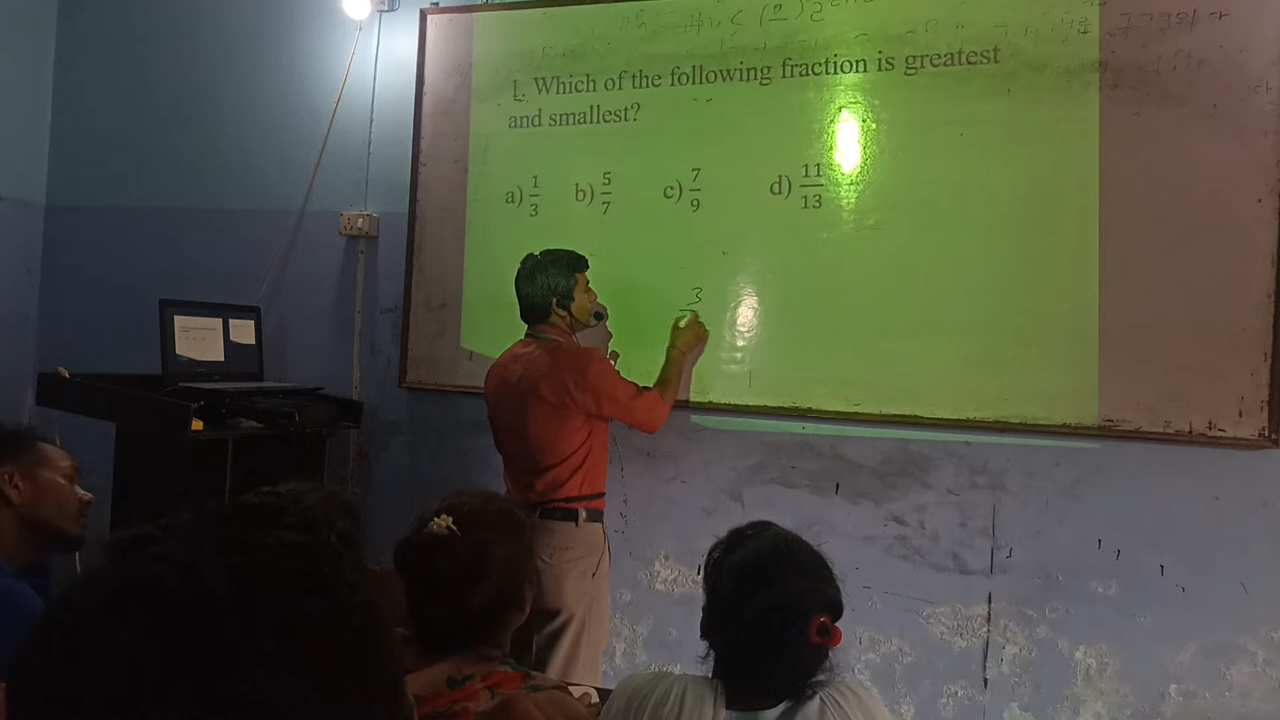 1. Which of the following fraction is greatest
and smallest?
a) 1/3 b) 5/7 c) 7/9 d) 11/13
3